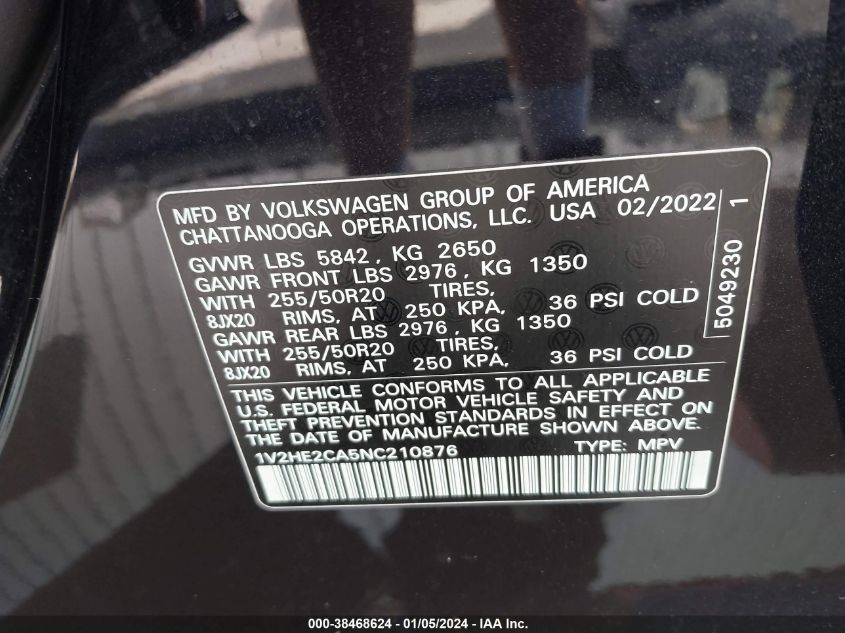 MFD BY VOLKSWAGEN GROUP OF AMERICA
CHATTANOOGA OPERATIONS, LLC. USA 02/2022
GVWR LBS 5842, KG 2650
GAWR FRONT LBS 2976, KG 1350
WITH 255/50R20 TIRES,
8JX20 RIMS, AT 250 KPA, 36 PSI COLD
GAWR REAR LBS 2976, KG 1350
WITH 255/50R20 TIRES,
8JX20 RIMS, AT 250 KPA, 36 PSI COLD
THIS VEHICLE CONFORMS TO ALL APPLICABLE
U.S. FEDERAL MOTOR VEHICLE SAFETY AND
THEFT PREVENTION STANDARDS IN EFFECT ON
THE DATE OF MANUFACTURE SHOWN ABOVE.
1V2HE2CA5NC210876 TYPE: MPV
5049230 1
000-38468624 - 01/05/2024 - IAA Inc.